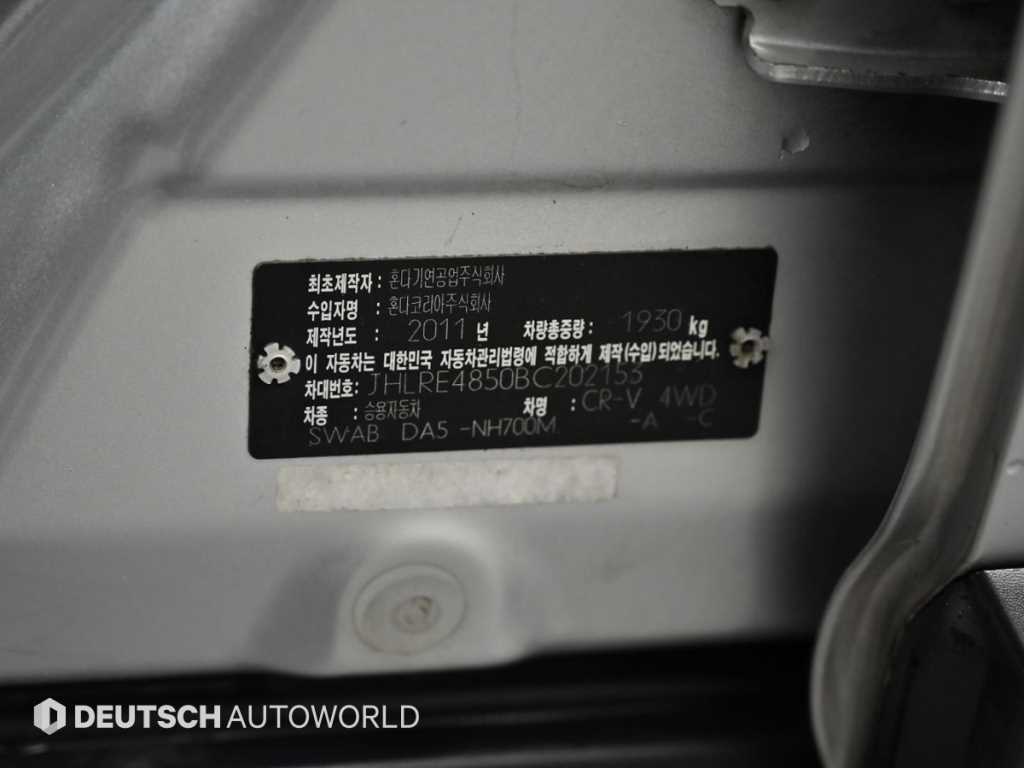 최초제작자 : 혼다기연공업주식회사
수입자명 : 혼다코리아주식회사
제작년도 : 2011 년 차량총중량 : 1930 kg
이 자동차는 대한민국 자동차관리법령에 적합하게 제작(수입) 되었습니다.
차대번호 : JHLRE4850BC202153
차종 : 승용자동차 차명 : CR-V 4WD
SWAB DA5 -NH700M -A -C
DEUTSCH AUTOWORLD